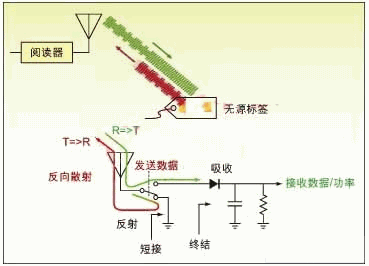 阅读器
无源标签
R=>T
T=>R
发送数据
吸收
反向散射
接收数据/功率
反射
短接
终结